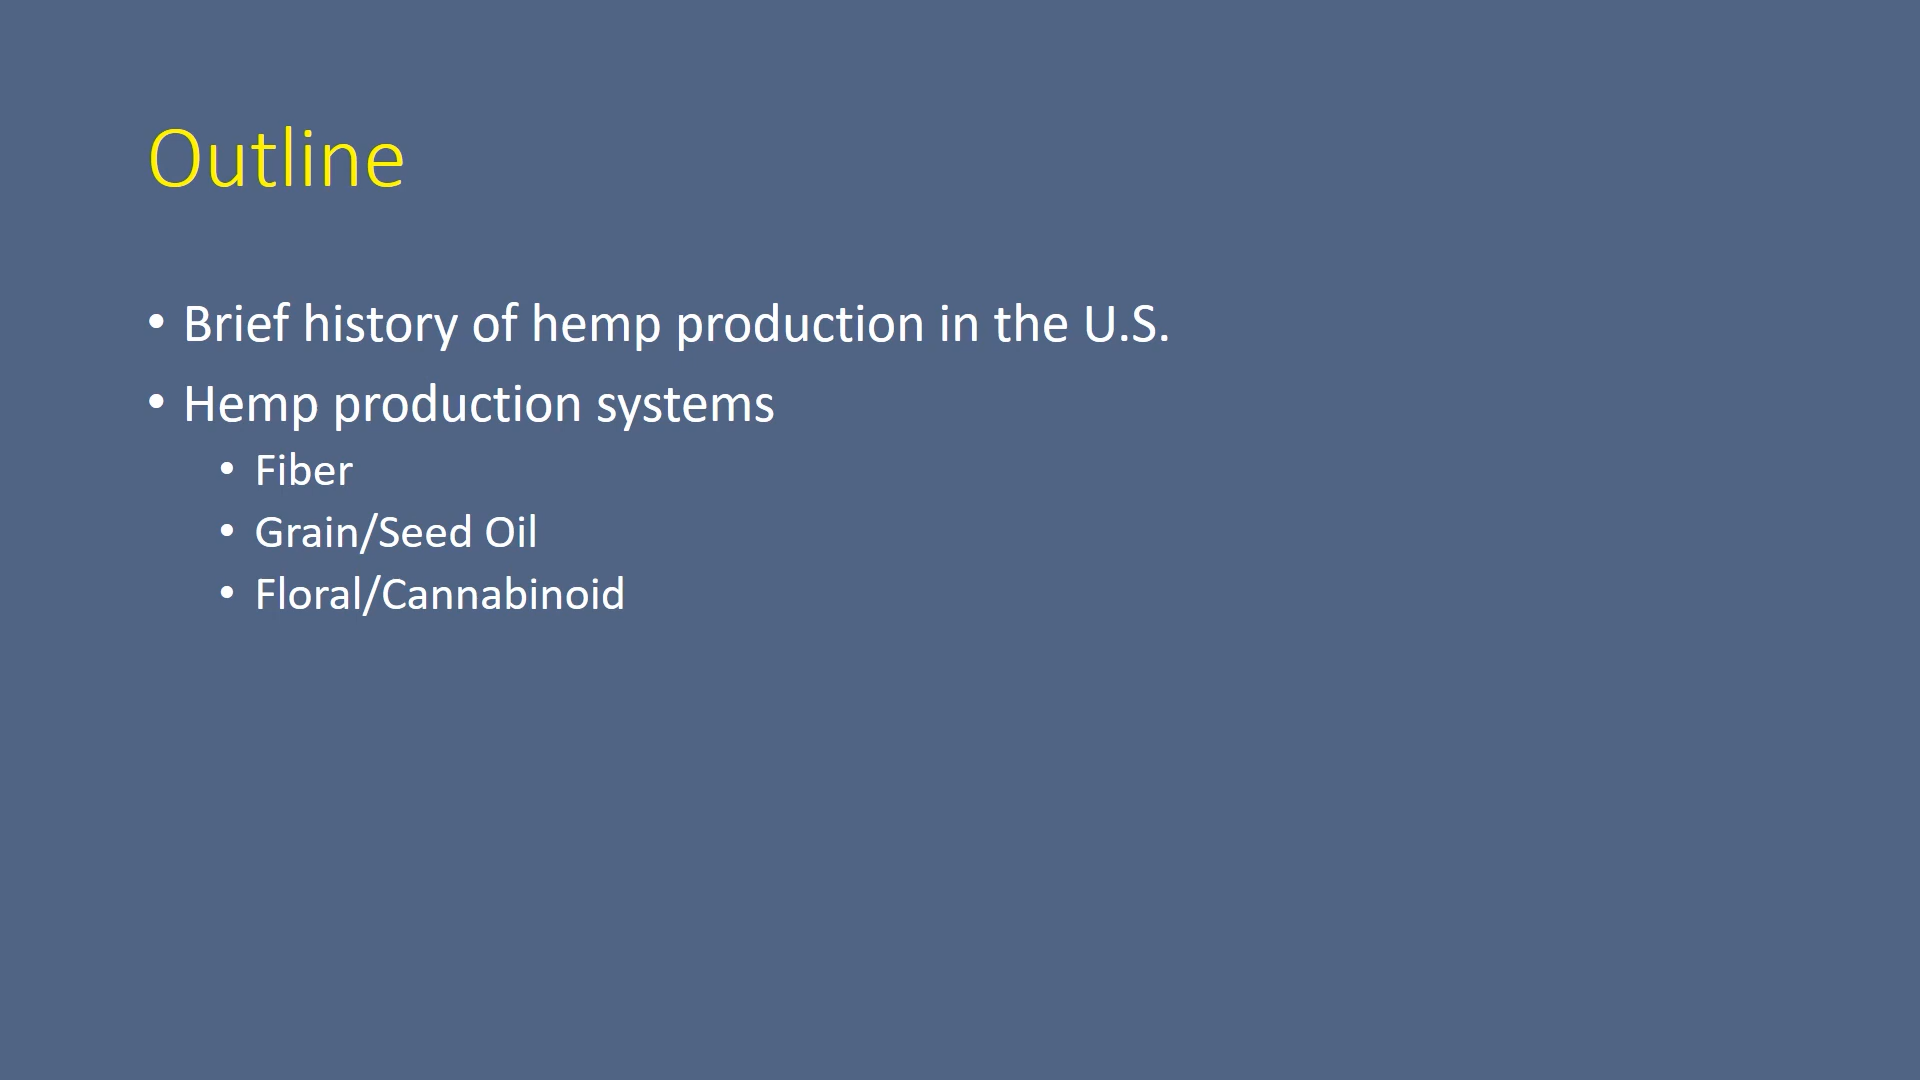 Outline
• Brief history of hemp production in the U.S.
• Hemp production systems
• Fiber
• Grain/Seed Oil
• Floral/Cannabinoid